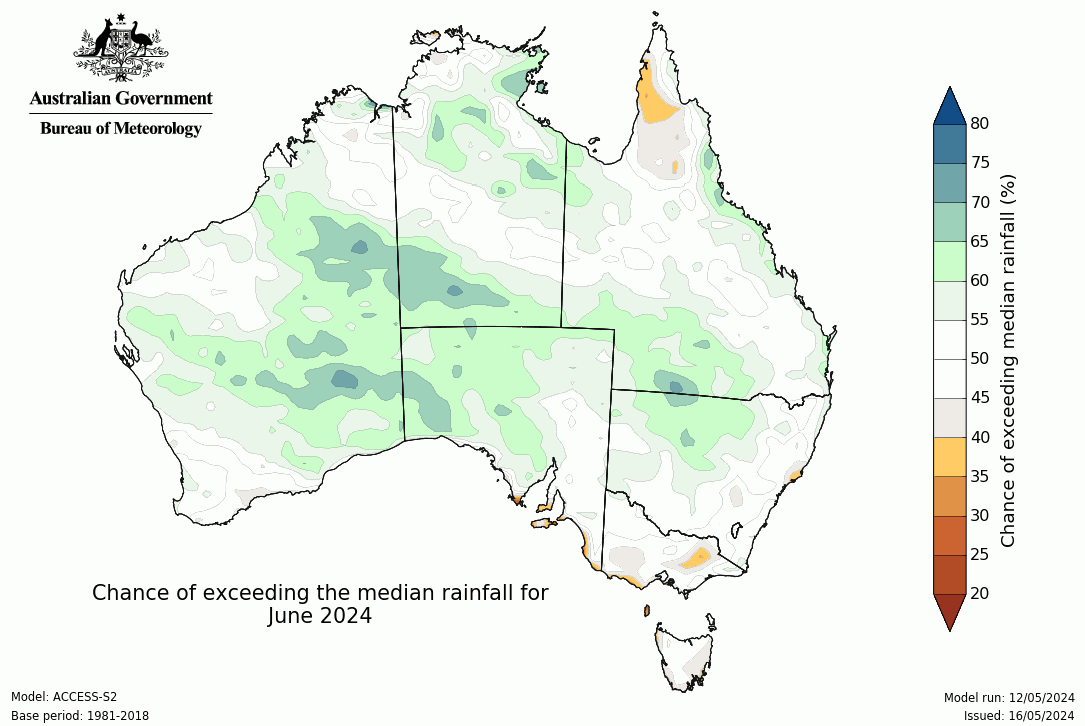 Australian Government
Bureau of Meteorology
80
75
70
65
60
55
50
45
40
35
30
25
20
Chance of exceeding median rainfall (%)
Chance of exceeding the median rainfall for
June 2024
Model: ACCESS-S2
Base period: 1981-2018
Model run: 12/05/2024
Issued: 16/05/2024